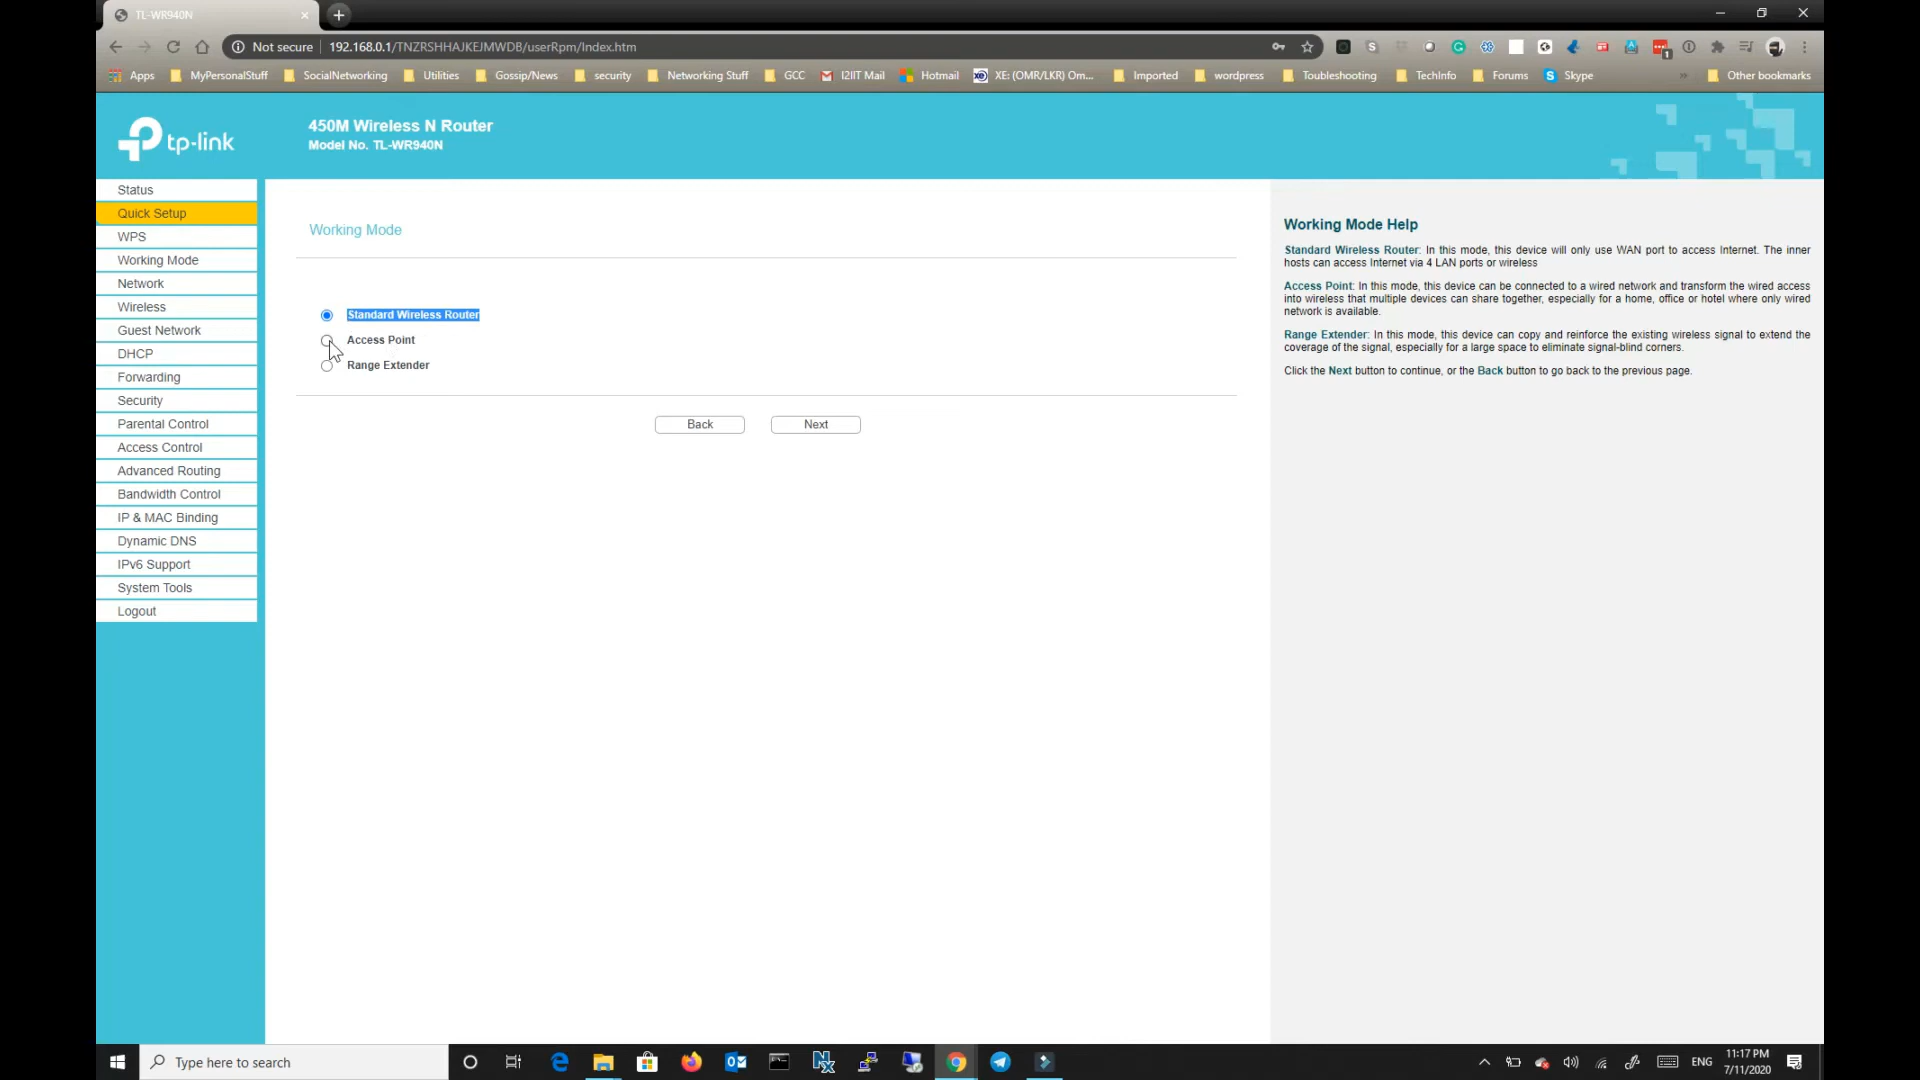 TL-WR940N
Not secure 192.168.0.1/TNZRSHHAJKEJMWDB/userRpm/Index.htm
Apps MyPersonalStuff SocialNetworking Utilities Gossip/News security Networking Stuff GCC I2IIT Mail Hotmail XE: (OMR/LKR) Om... Imported wordpress Toubleshooting TechInfo Forums Skype » Other bookmarks
tp-link
450M Wireless N Router
Model No. TL-WR940N
Status
Quick Setup
WPS
Working Mode
Network
Wireless
Guest Network
DHCP
Forwarding
Security
Parental Control
Access Control
Advanced Routing
Bandwidth Control
IP & MAC Binding
Dynamic DNS
IPv6 Support
System Tools
Logout
Working Mode
Standard Wireless Router
Access Point
Range Extender
Back Next
Working Mode Help
Standard Wireless Router: In this mode, this device will only use WAN port to access Internet. The inner
hosts can access Internet via 4 LAN ports or wireless
Access Point: In this mode, this device can be connected to a wired network and transform the wired access
into wireless that multiple devices can share together, especially for a home, office or hotel where only wired
network is available.
Range Extender: In this mode, this device can copy and reinforce the existing wireless signal to extend the
coverage of the signal, especially for a large space to eliminate signal-blind corners.
Click the Next button to continue, or the Back button to go back to the previous page.
Type here to search
ENG
11:17 PM
7/11/2020